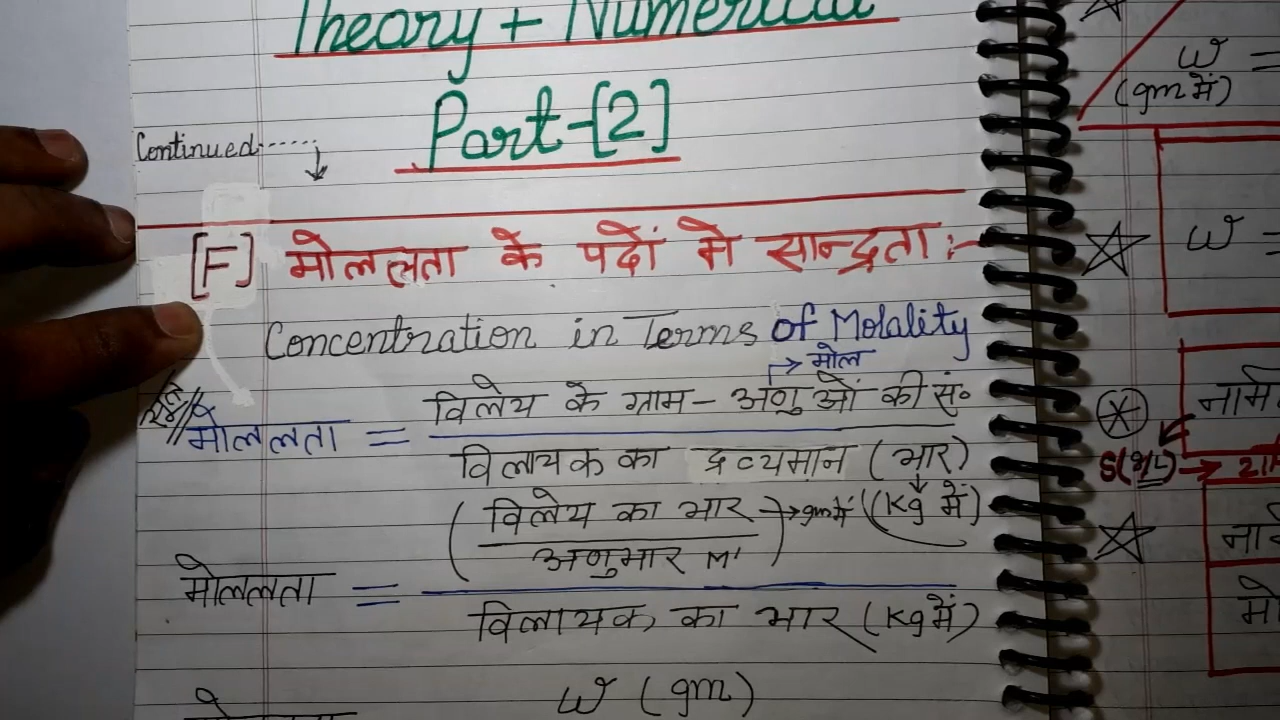 Theory + Numerical
Part-[2]
Continued
[F] मोललता के पदों मे सान्द्रता :-
Concentration in Terms of Molality
→ मोल
मोललता = विलेय के ग्राम - अणुओं की सं०
विलायक का द्रव्यमान (भार)
(विलेय का भार → gm में (Kg में)
अणुभार M')
मोललता =
विलायक का भार (Kg में)
W (gm)
W =
(gm में)
W =
S(g/L) →